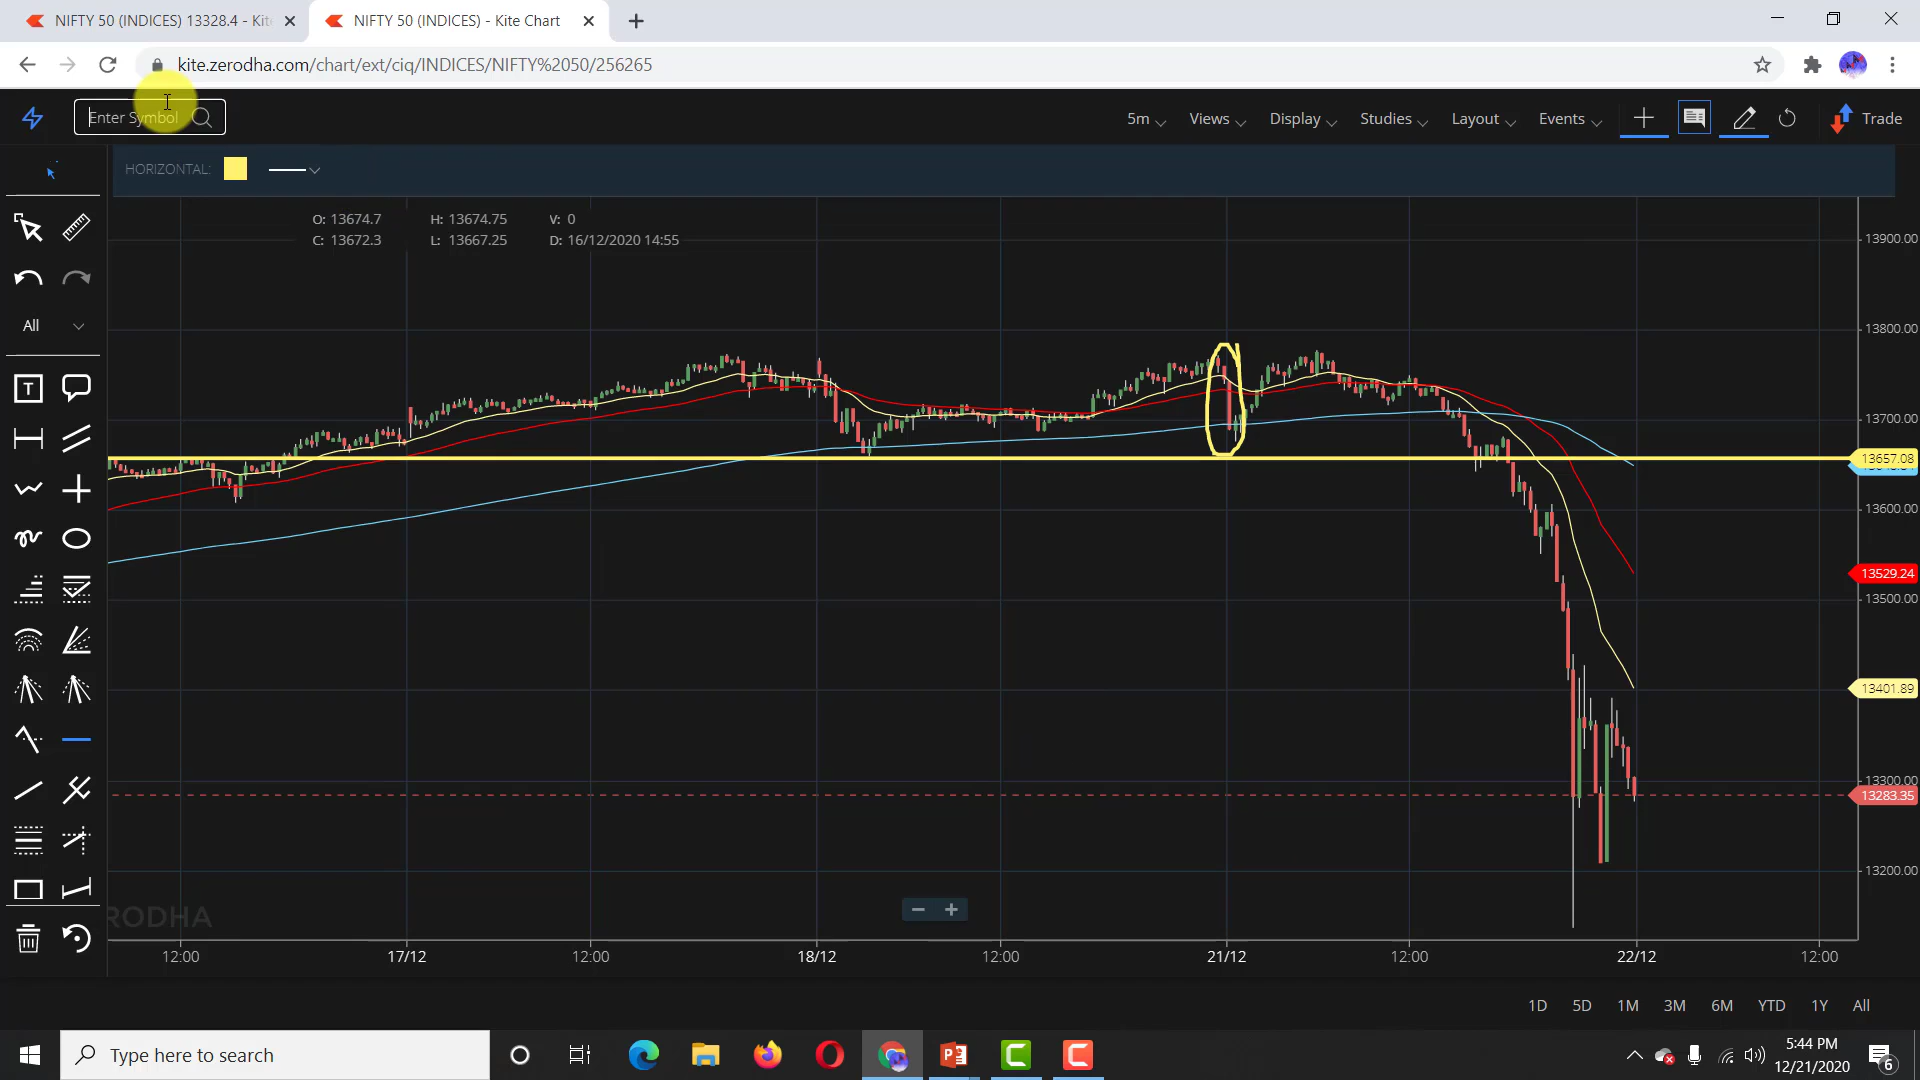 NIFTY 50 (INDICES) 13328.4 - Kit
NIFTY 50 (INDICES) - Kite Chart
kite.zerodha.com/chart/ext/ciq/INDICES/NIFTY%2050/256265
Enter Symbol
5m
Views
Display
Studies
Layout
Events
Trade
HORIZONTAL:
O: 13674.7 H: 13674.75 V: 0
C: 13672.3 L: 13667.25 D: 16/12/2020 14:55
All
T
13900.00
13800.00
13700.00
13657.08
13600.00
13529.24
13500.00
13401.89
13300.00
13283.35
13200.00
RODHA
12:00 17/12 12:00 18/12 12:00 21/12 12:00 22/12 12:00
1D 5D 1M 3M 6M YTD 1Y All
Type here to search
5:44 PM
12/21/2020
6